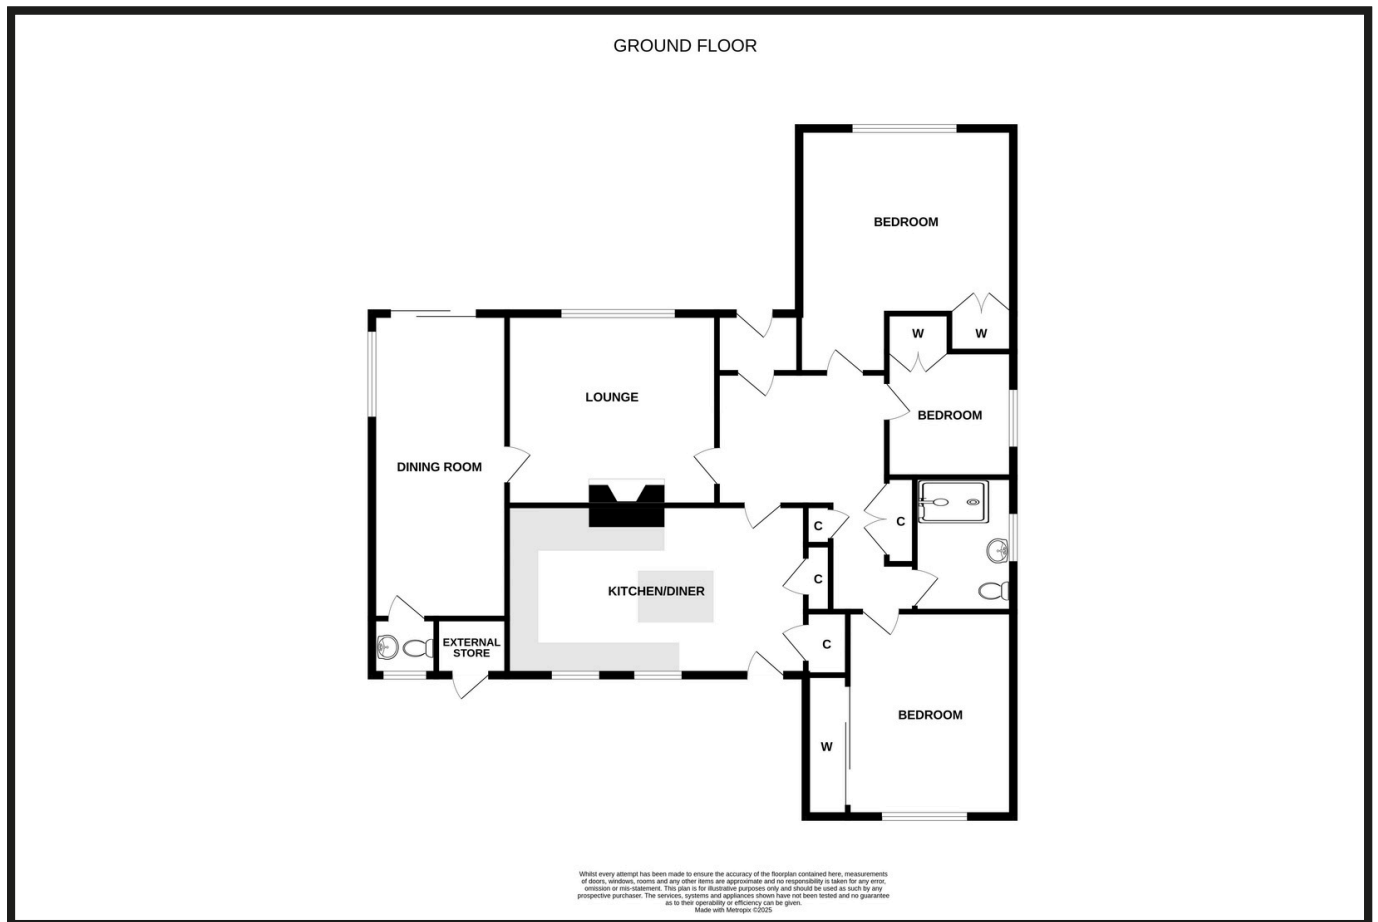 GROUND FLOOR
BEDROOM
W
W
LOUNGE
BEDROOM
DINING ROOM
C
C
KITCHEN/DINER
C
EXTERNAL
STORE
C
BEDROOM
W
Whilst every attempt has been made to ensure the accuracy of the floorplan contained here, measurements
of doors, windows, rooms and any other items are approximate and no responsibility is taken for any error,
omission or mis-statement. This plan is for illustrative purposes only and should be used as such by any
prospective purchaser. The services, systems and appliances shown have not been tested and no guarantee
as to their operability or efficiency can be given.
Made with Metropix ©2025